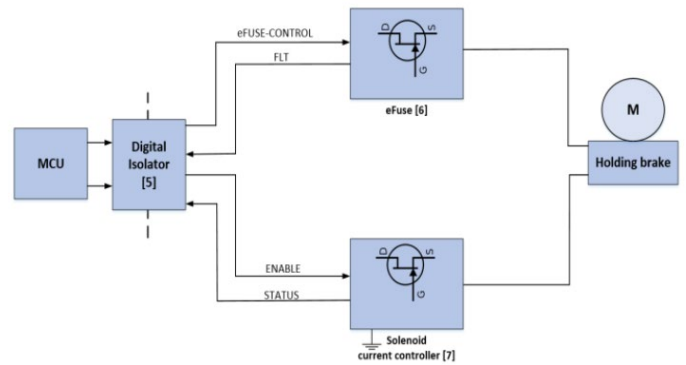 eFUSE-CONTROL
FLT
D
S
G
eFuse [6]
M
MCU
Digital
Isolator
[5]
Holding brake
D
S
G
ENABLE
STATUS
Solenoid
current controller [7]